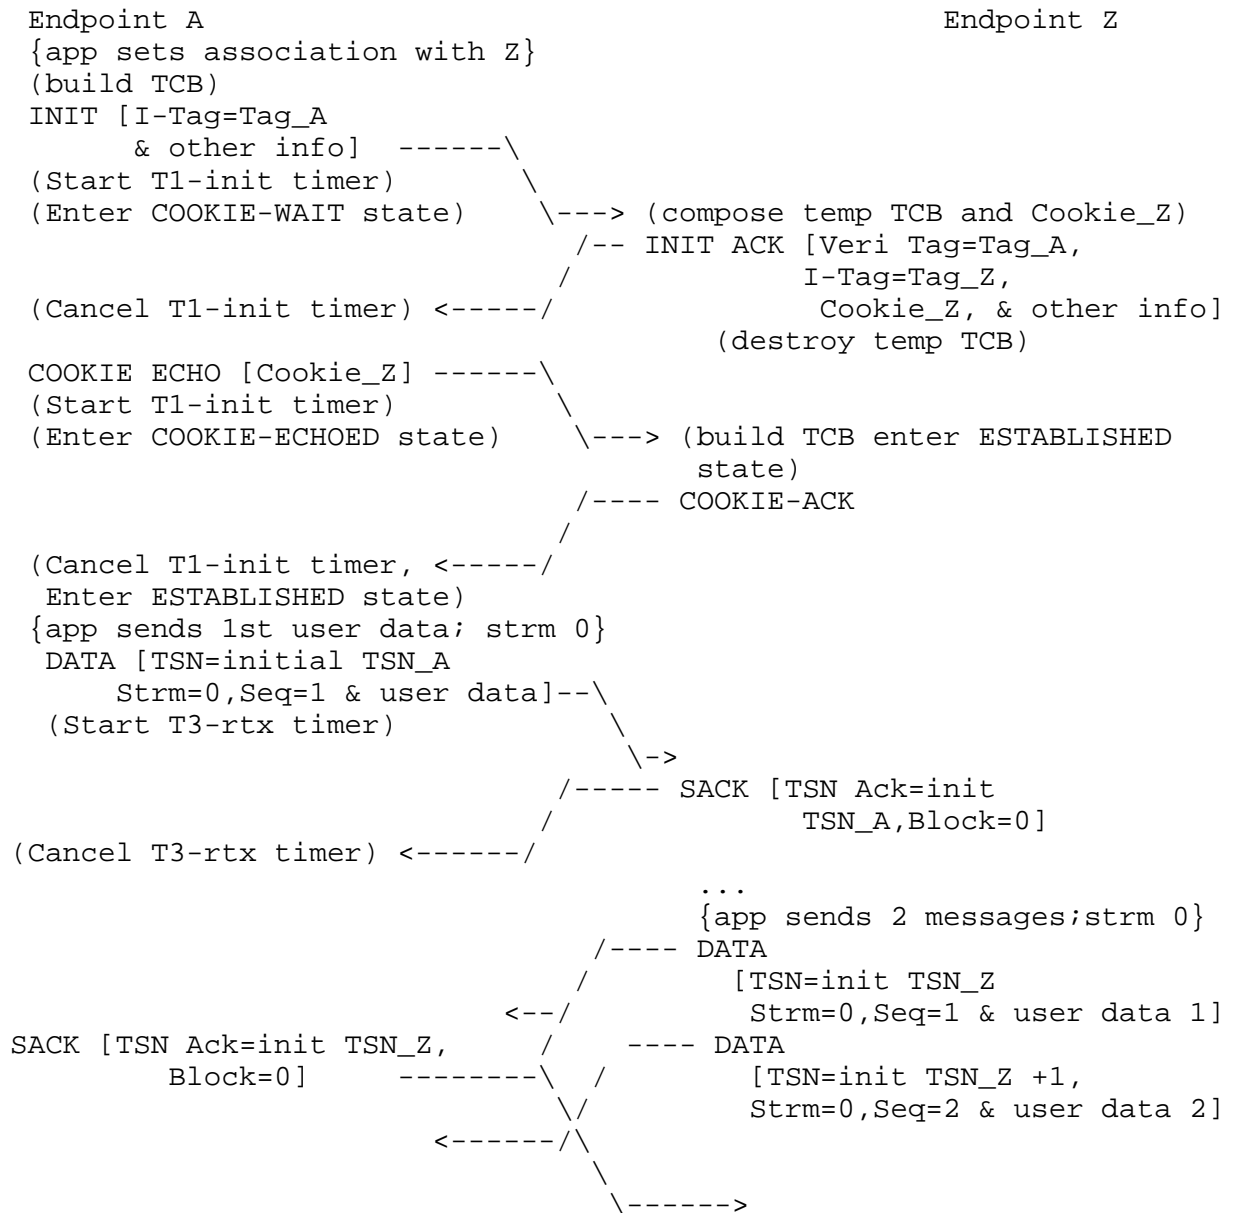 Endpoint A                                          Endpoint Z
{app sets association with Z}
(build TCB)
INIT [I-Tag=Tag_A
      & other info]  ------\
(Start T1-init timer)       \
(Enter COOKIE-WAIT state)    \---> (compose temp TCB and Cookie_Z)
                               /-- INIT ACK [Veri Tag=Tag_A,
                              /             I-Tag=Tag_Z,
(Cancel T1-init timer) <-----/               Cookie_Z, & other info]
                                       (destroy temp TCB)
COOKIE ECHO [Cookie_Z] ------\
(Start T1-init timer)         \
(Enter COOKIE-ECHOED state)    \---> (build TCB enter ESTABLISHED
                                      state)
                               /---- COOKIE-ACK
                              /
(Cancel T1-init timer, <-----/
 Enter ESTABLISHED state)
{app sends 1st user data; strm 0}
 DATA [TSN=initial TSN_A
     Strm=0,Seq=1 & user data]--\
 (Start T3-rtx timer)            \
                                  \->
                              /----- SACK [TSN Ack=init
                             /              TSN_A,Block=0]
(Cancel T3-rtx timer) <------/
                                      ...
                                      {app sends 2 messages;strm 0}
                                /---- DATA
                               /        [TSN=init TSN_Z
                           <--/          Strm=0,Seq=1 & user data 1]
SACK [TSN Ack=init TSN_Z,     /    ---- DATA
         Block=0]     --------\  /        [TSN=init TSN_Z +1,
                               \/         Strm=0,Seq=2 & user data 2]
                        <------/\
                                 \
                                  \------>